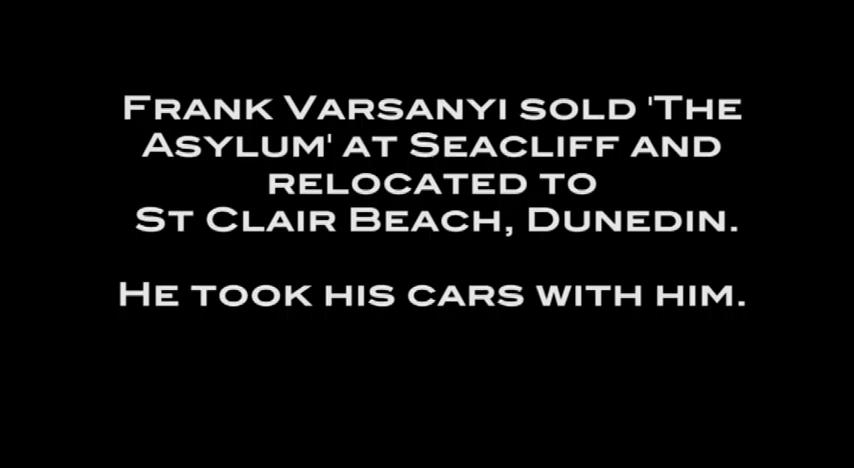 Frank Varsanyi sold 'The
Asylum' at Seacliff and
relocated to
St Clair Beach, Dunedin.
He took his cars with him.